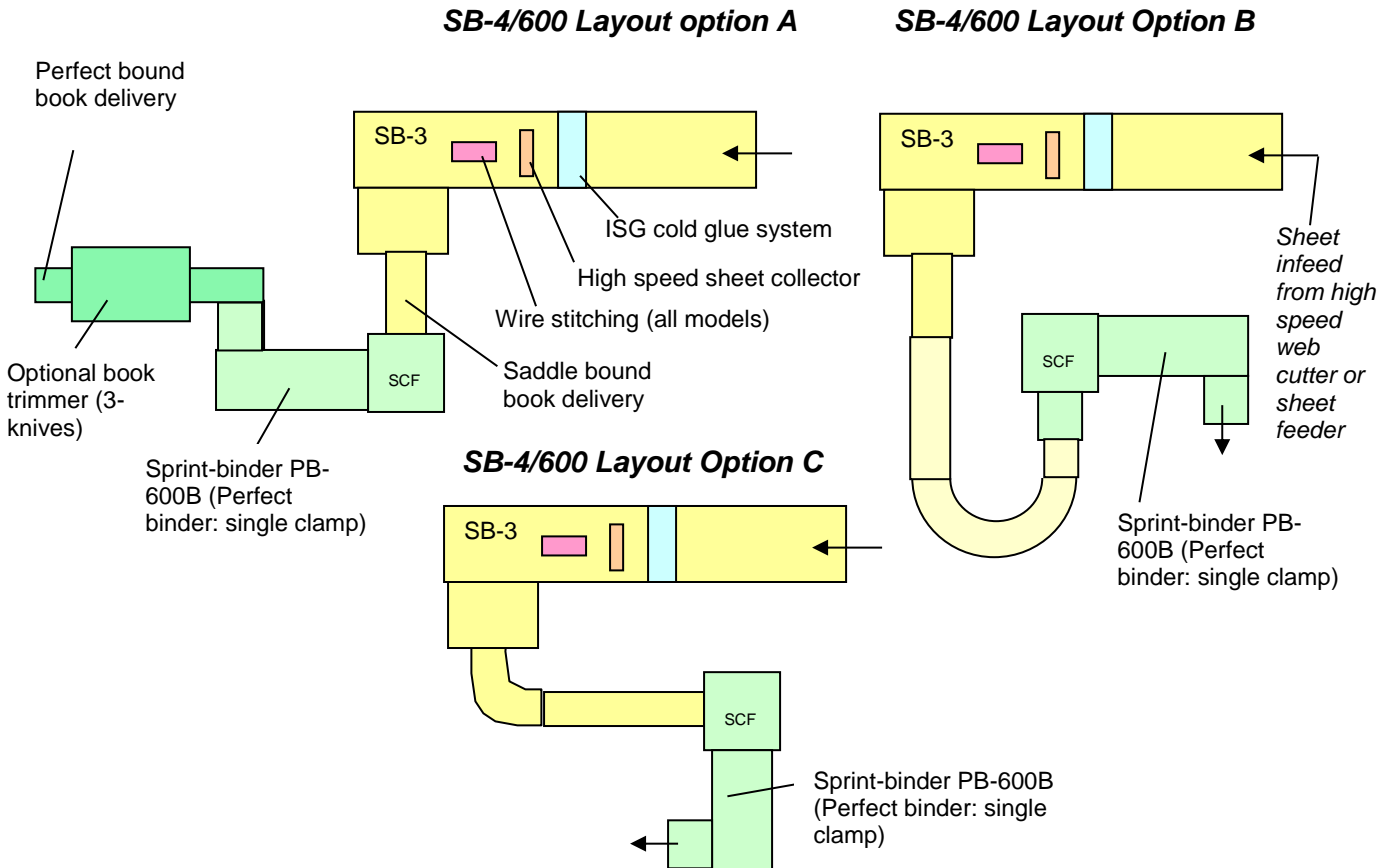 SB-4/600 Layout option A
Perfect bound
book delivery
SB-3
ISG cold glue system
High speed sheet collector
Wire stitching (all models)
Saddle bound
book delivery
SCF
Optional book
trimmer (3-
knives)
Sprint-binder PB-
600B (Perfect
binder: single clamp)
SB-4/600 Layout Option B
SB-3
Sheet
infeed
from high
speed
web
cutter or
sheet
feeder
SCF
Sprint-binder PB-
600B (Perfect
binder: single clamp)
SB-4/600 Layout Option C
SB-3
SCF
Sprint-binder PB-600B
(Perfect binder: single
clamp)